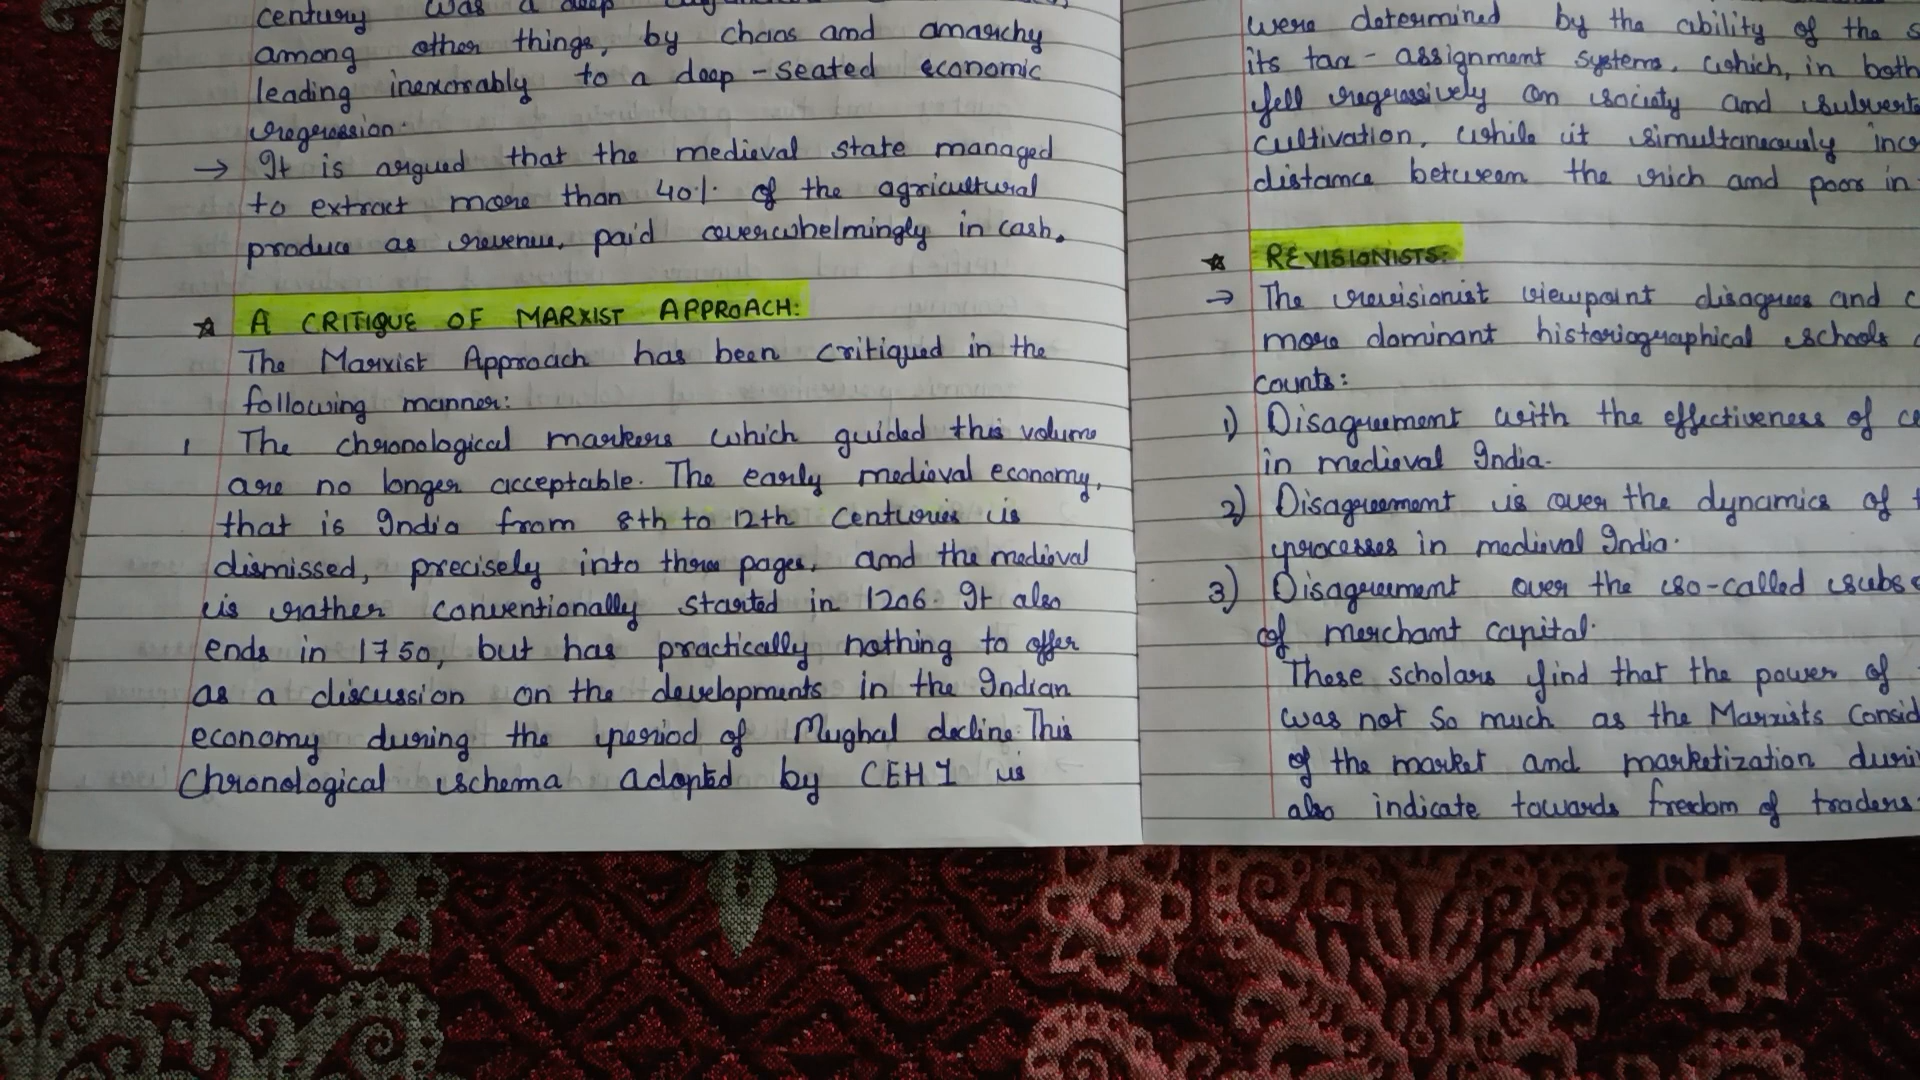 century was a deep
among other things, by chaos and anarchy
leading inexorably to a deep-seated economic
regression.
→ It is argued that the medieval state managed
to extract more than 40% of the agricultural
produce as revenue, paid overwhelmingly in cash.
☆ A CRITIQUE OF MARXIST APPROACH:
The Marxist Approach has been critiqued in the
following manner:
1 The chronological markers which guided this volume
are no longer acceptable. The early medieval economy,
that is India from 8th to 12th Centuries is
dismissed, precisely into three pages, and the medieval
is rather conventionally started in 1206. It also
ends in 1750, but has practically nothing to offer
as a discussion on the developments in the Indian
economy during the period of Mughal decline. This
Chronological schema adopted by CEHI is
were determined by the ability of the s
its tax-assignment systems, which, in both
fell regressively on society and subverte
cultivation, while it simultaneously incr
distance between the rich and poor in
☆ REVISIONISTS:
→ The revisionist viewpoint disagrees and c
more dominant historiographical schools
counts:
1) Disagreement with the effectiveness of ce
in medieval India.
2) Disagreement is over the dynamics of t
processes in medieval India.
3) Disagreement over the so-called subse
of merchant capital.
These scholars find that the power of
was not so much as the Marxists Consid
of the market and marketization duri
also indicate towards freedom of traders